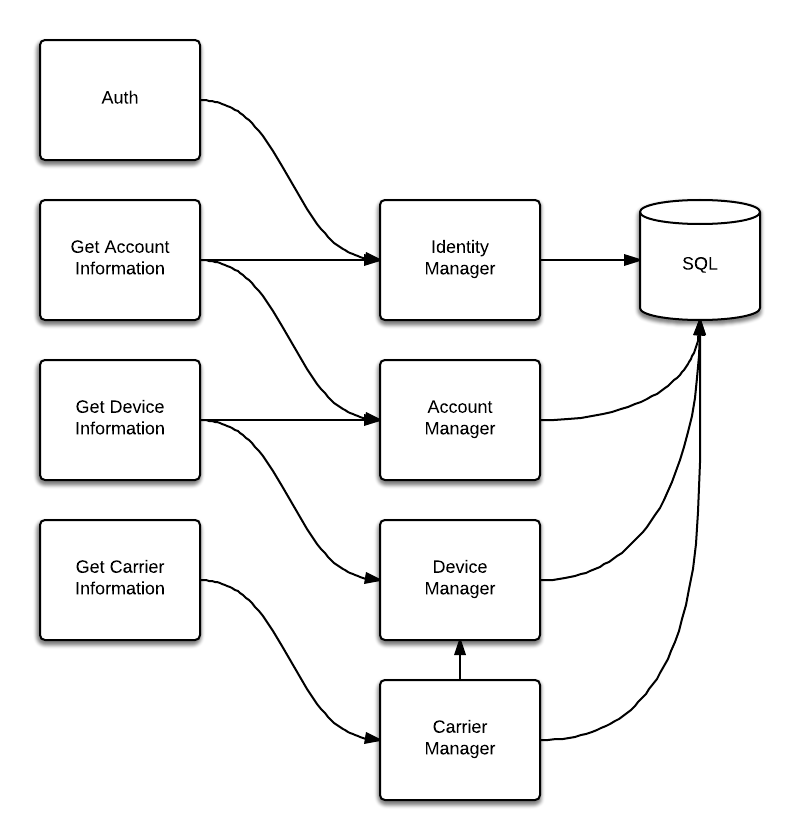 Auth
Get Account
Information
Identity
Manager
SQL
Get Device
Information
Account
Manager
Get Carrier
Information
Device
Manager
Carrier
Manager